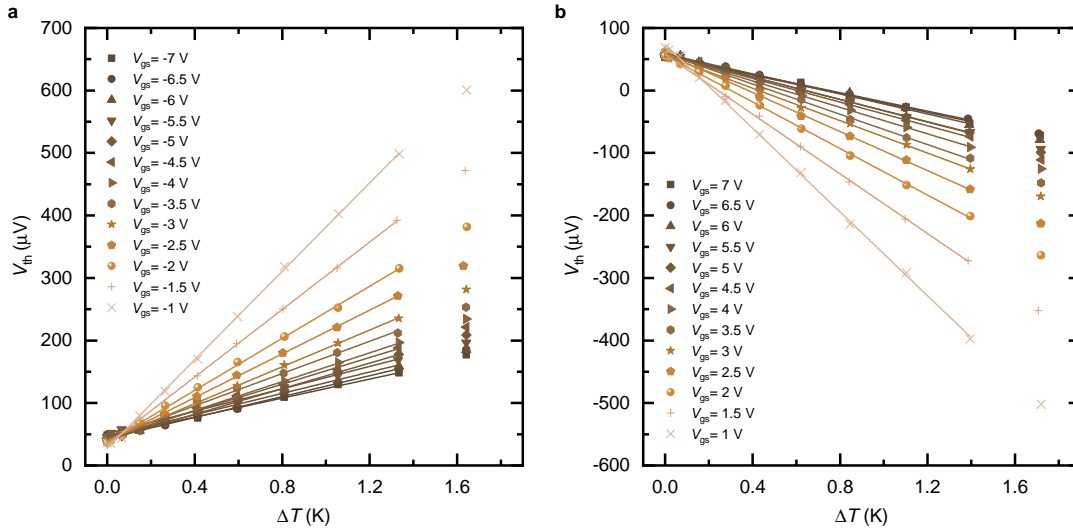 a
700
600
500
400
300
200
100
0
V_th (μV)
V_gs= -7 V
V_gs= -6.5 V
V_gs= -6 V
V_gs= -5.5 V
V_gs= -5 V
V_gs= -4.5 V
V_gs= -4 V
V_gs= -3.5 V
V_gs= -3 V
V_gs= -2.5 V
V_gs= -2 V
V_gs= -1.5 V
V_gs= -1 V
0.0 0.4 0.8 1.2 1.6
ΔT (K)
b
100
0
-100
-200
-300
-400
-500
-600
V_th (μV)
V_gs= 7 V
V_gs= 6.5 V
V_gs= 6 V
V_gs= 5.5 V
V_gs= 5 V
V_gs= 4.5 V
V_gs= 4 V
V_gs= 3.5 V
V_gs= 3 V
V_gs= 2.5 V
V_gs= 2 V
V_gs= 1.5 V
V_gs= 1 V
0.0 0.4 0.8 1.2 1.6
ΔT (K)